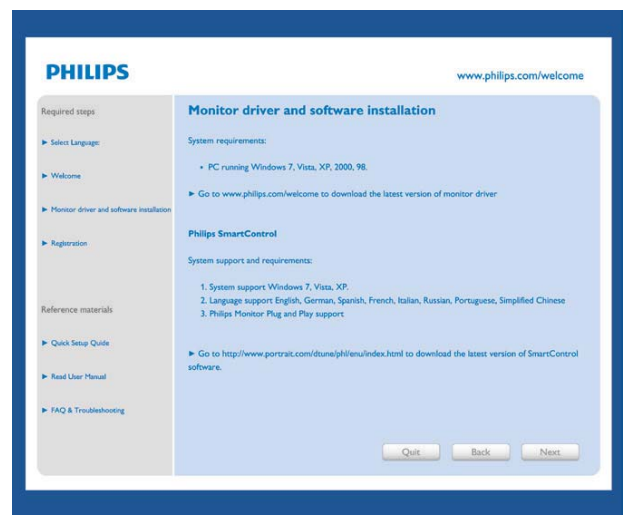 PHILIPS
www.philips.com/welcome
Required steps
► Select Language:
► Welcome
► Monitor driver and software installation
► Registration
Reference materials
► Quick Setup Quide
► Read User Manual
► FAQ & Troubleshooting
Monitor driver and software installation
System requirements:
• PC running Windows 7, Vista, XP, 2000, 98.
► Go to www.philips.com/welcome to download the latest version of monitor driver
Philips SmartControl
System support and requirements:
1. System support Windows 7, Vista, XP.
2. Language support English, German, Spanish, French, Italian, Russian, Portuguese, Simplified Chinese
3. Philips Monitor Plug and Play support
► Go to http://www.portrait.com/dtune/phl/enu/index.html to download the latest version of SmartControl
software.
Quit
Back
Next